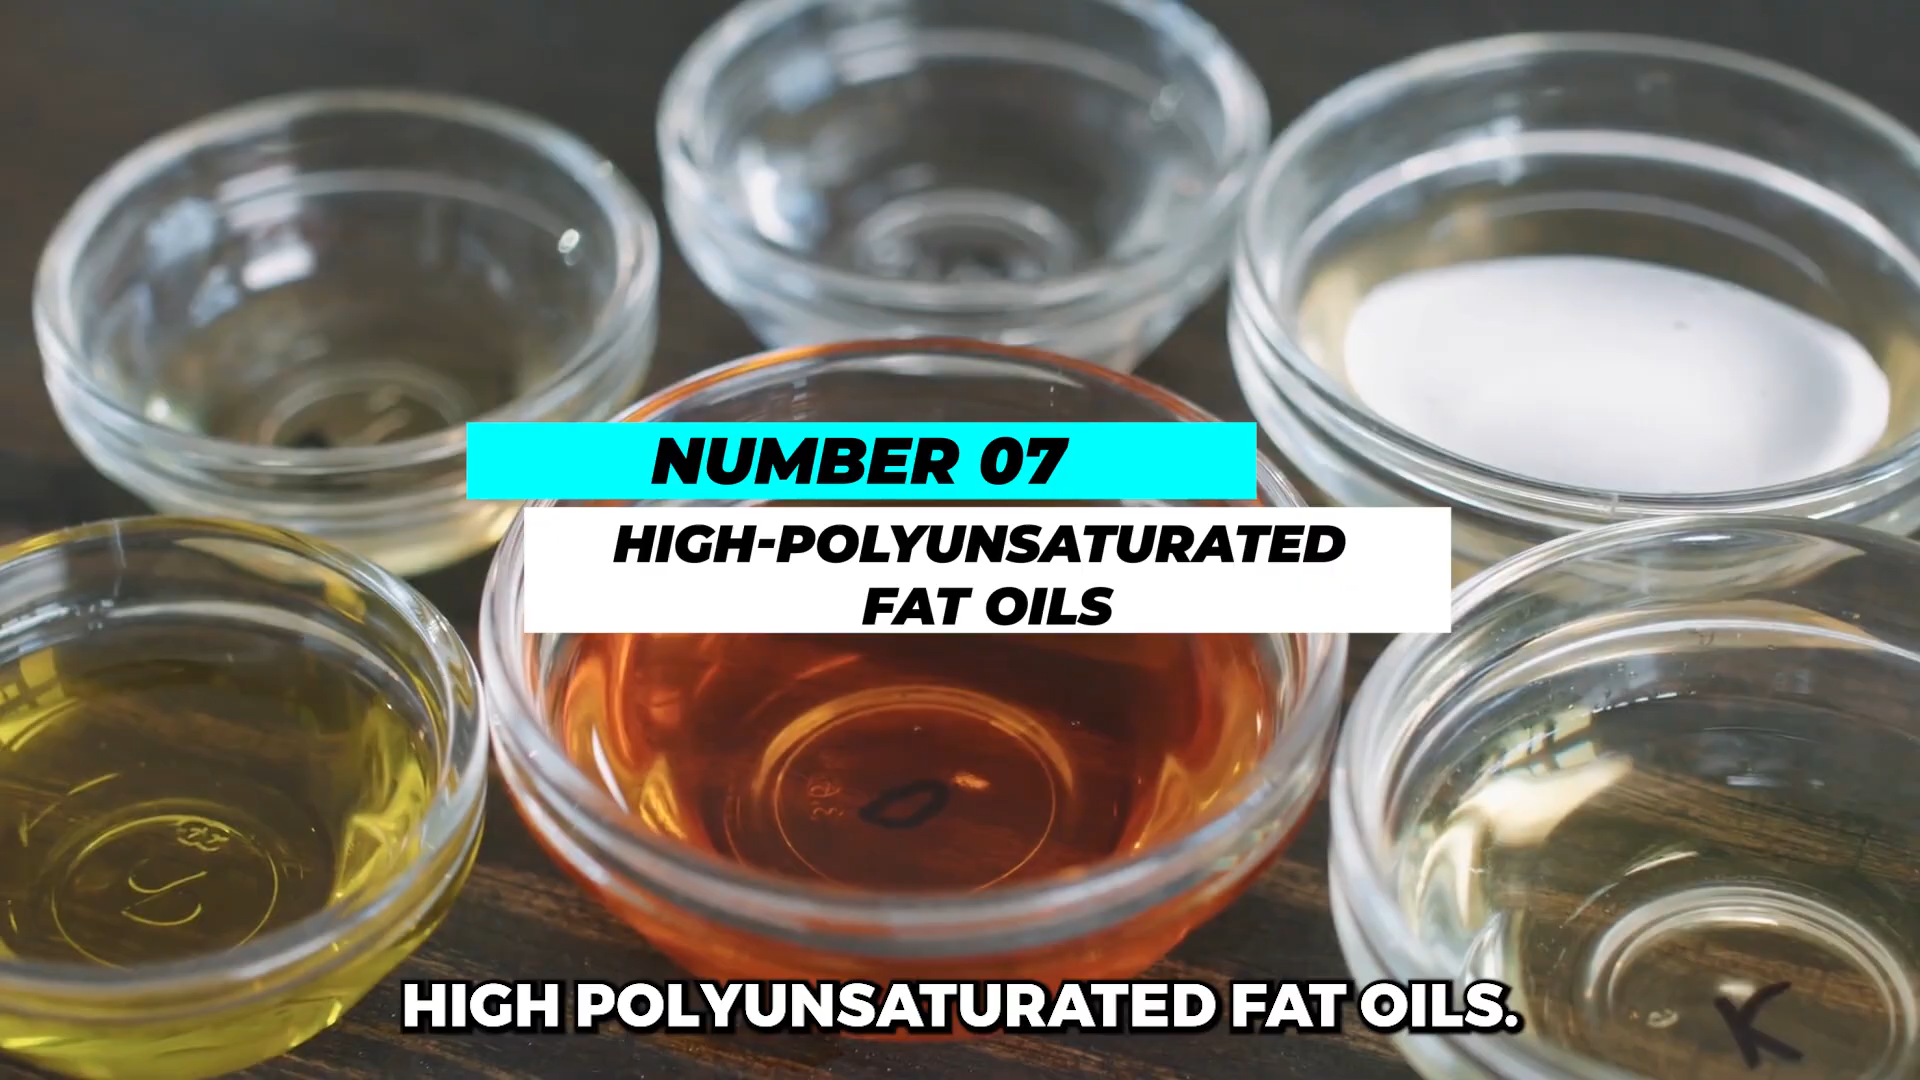 NUMBER 07
HIGH-POLYUNSATURATED
FAT OILS
K
HIGH POLYUNSATURATED FAT OILS.